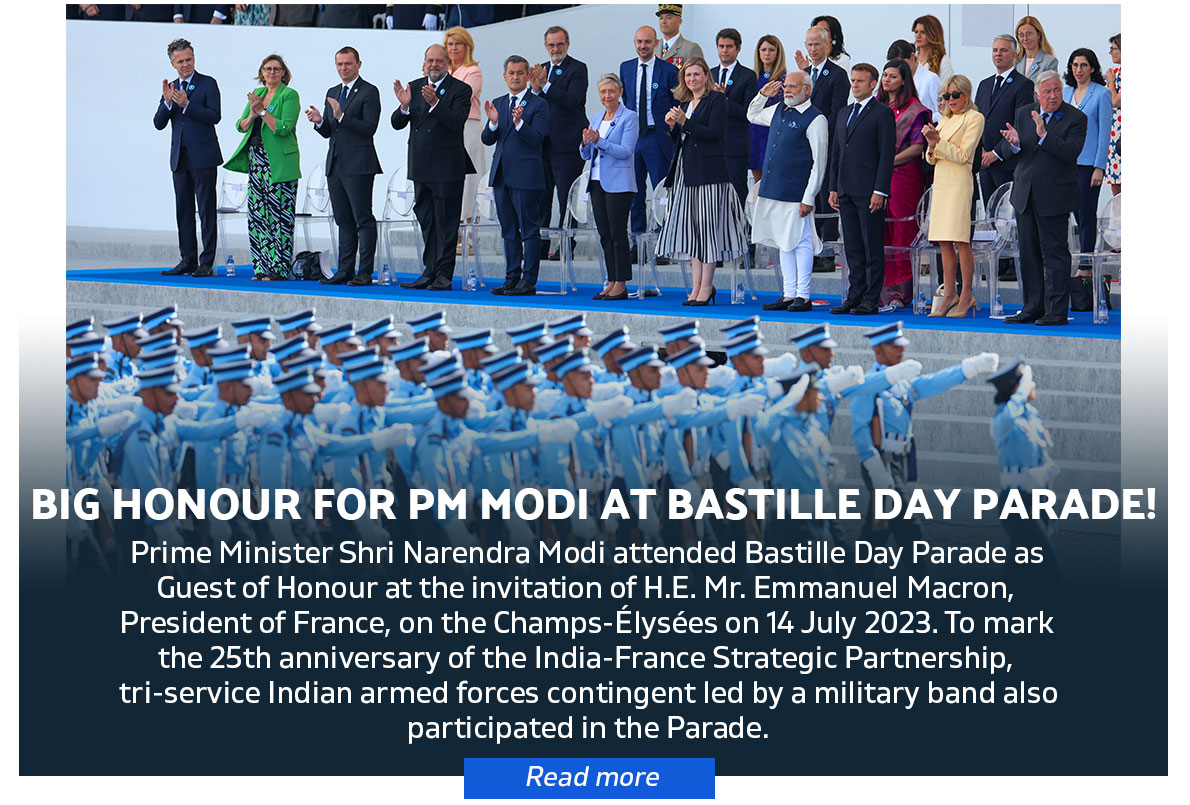 BIG HONOUR FOR PM MODI AT BASTILLE DAY PARADE!
Prime Minister Shri Narendra Modi attended Bastille Day Parade as
Guest of Honour at the invitation of H.E. Mr. Emmanuel Macron,
President of France, on the Champs-Élysées on 14 July 2023. To mark
the 25th anniversary of the India-France Strategic Partnership,
tri-service Indian armed forces contingent led by a military band also
participated in the Parade.
Read more